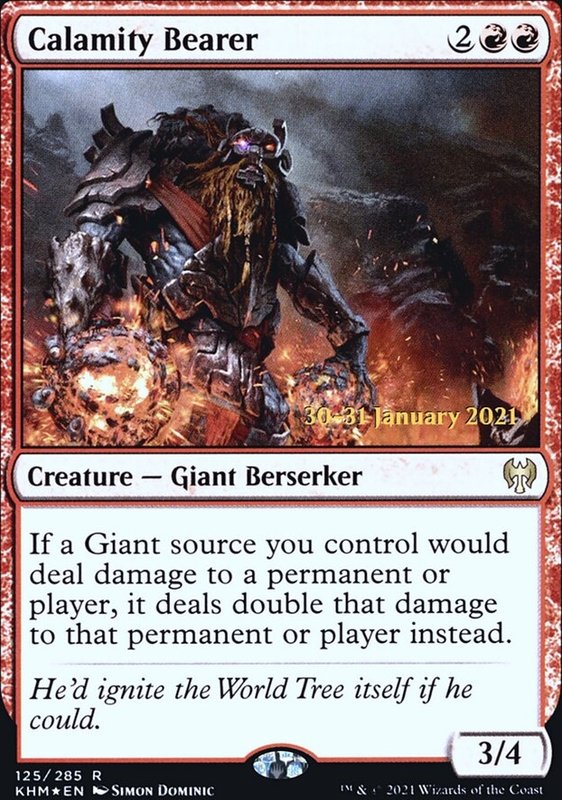 Calamity Bearer 2
30-31 January 2021
Creature — Giant Berserker
If a Giant source you control would
deal damage to a permanent or
player, it deals double that damage
to that permanent or player instead.
He'd ignite the World Tree itself if he
could.
3/4
125/285 R
KHM★EN Simon Dominic
™ & © 2021 Wizards of the Coast